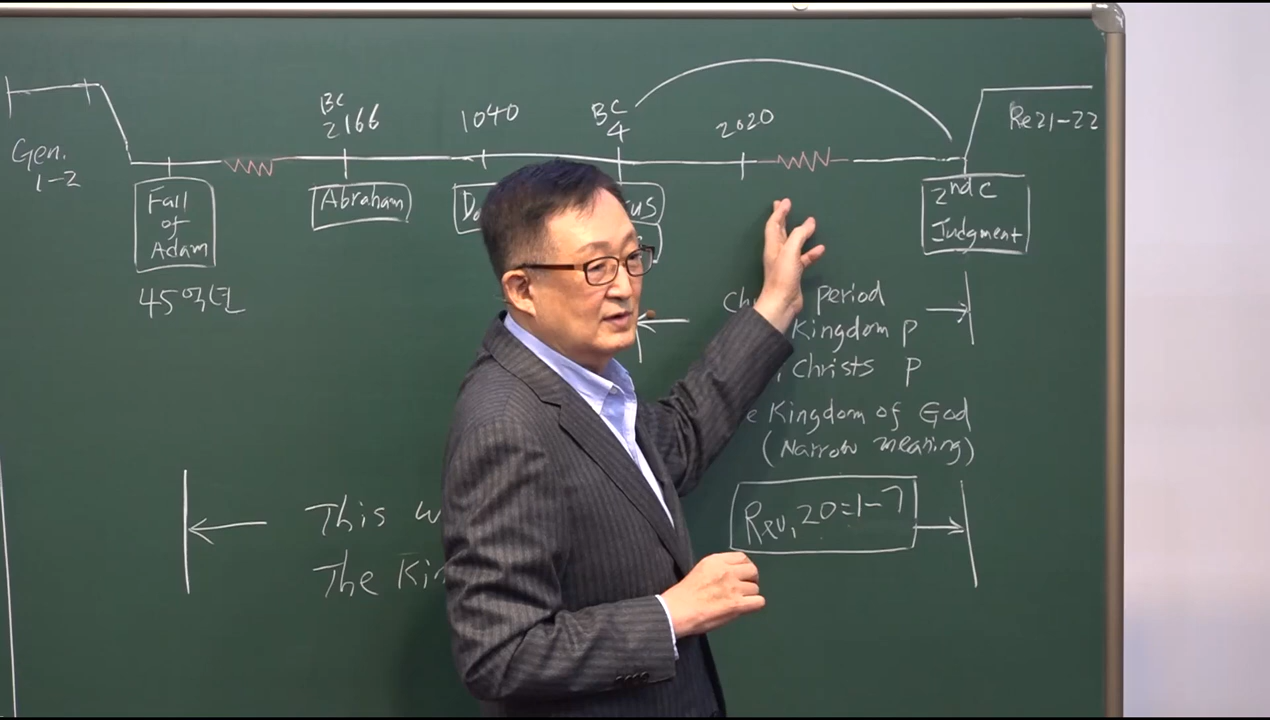 Gen.
1-2
Fall
of
Adam
45억년
BC
2166
Abraham
1040
BC
4
2020
2nd C
Judgment
Re21-22
period
Kingdom P
Christs P
Kingdom of God
(Narrow meaning)
Rev, 20=1-7
This
The